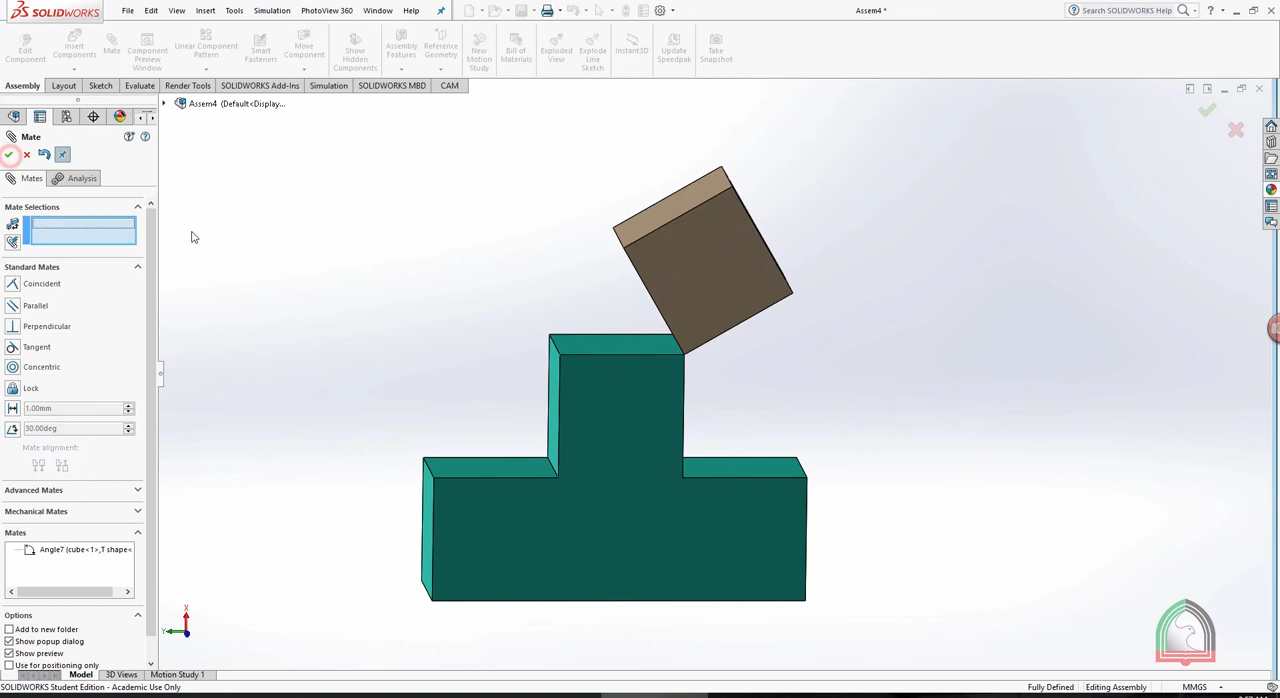 SOLIDWORKS
File Edit View Insert Tools Simulation PhotoView 360 Window Help
Assem4 *
Search SOLIDWORKS Help
Edit Component
Insert Components
Mate
Component Preview Window
Linear Component Pattern
Smart Fasteners
Move Component
Show Hidden Components
Assembly Features
Reference Geometry
New Motion Study
Bill of Materials
Exploded View
Explode Line Sketch
Instant3D
Update Speedpak
Take Snapshot
Assembly Layout Sketch Evaluate Render Tools SOLIDWORKS Add-Ins Simulation SOLIDWORKS MBD CAM
Assem4 (Default<Display...
Mate
Mates Analysis
Mate Selections
Standard Mates
Coincident
Parallel
Perpendicular
Tangent
Concentric
Lock
1.00mm
30.00deg
Mate alignment:
Advanced Mates
Mechanical Mates
Mates
Angle7 (cube<1>,T shape<
Options
Add to new folder
Show popup dialog
Show preview
Use for positioning only
X
Y
Model 3D Views Motion Study 1
SOLIDWORKS Student Edition - Academic Use Only
Fully Defined Editing Assembly MMGS